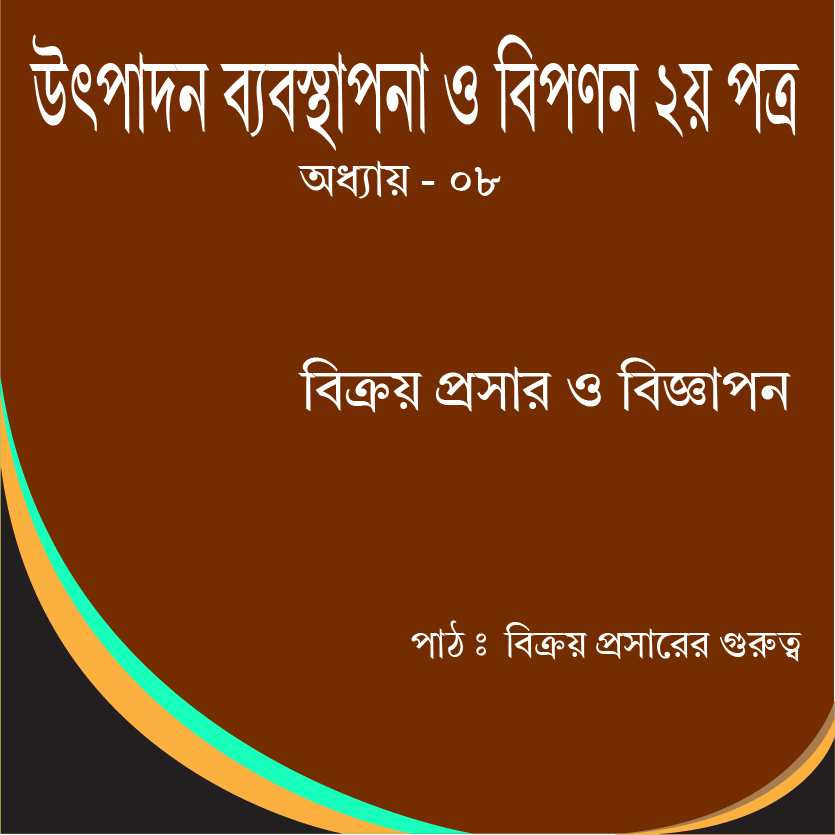 উৎপাদন ব্যবস্থাপনা ও বিপণন ২য় পত্র
অধ্যায় - ০৮
বিক্রয় প্রসার ও বিজ্ঞাপন
পাঠ ঃ বিক্রয় প্রসারের গুরুত্ব